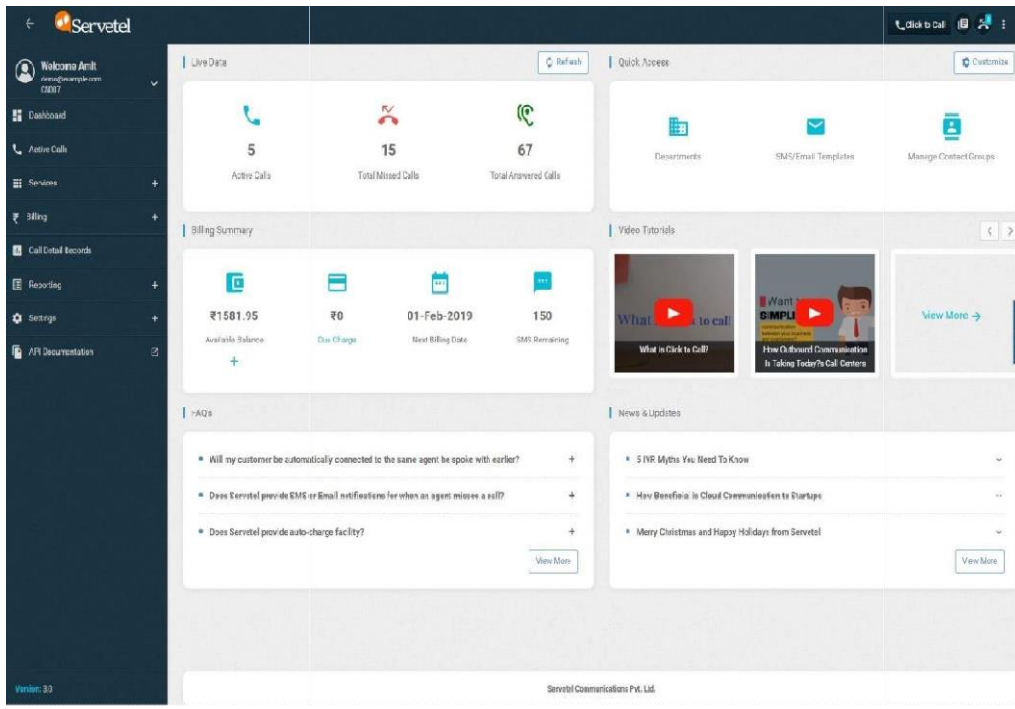 Servetel
Click to Call
Welcome Amit
demo@example.com
Dashboard
Active Calls
Services
₹ Billing
Call Detail Records
Reporting
Settings
API Documentation
Version: 3.0
Live Data
Refresh
5
Active Calls
15
Total Missed Calls
67
Total Answered Calls
Quick Access
Customize
Departments
SMS/Email Templates
Manage Contact Groups
Billing Summary
₹1581.95
Available Balance
₹0
Due Charge
01-Feb-2019
Next Billing Date
150
SMS Remaining
Video Tutorials
What is Click to Call?
Want
SIMPLI
How Outbound Communication
Is Taking Today?s Call Centers
View More →
FAQ's
Will my customer be automatically connected to the same agent he spoke with earlier?
Does Servetel provide SMS or Email notifications for when an agent misses a call?
Does Servetel provide auto-charge facility?
View More
News & Updates
5 IVR Myths You Need To Know
How Beneficial is Cloud Communication to Startups
Merry Christmas and Happy Holidays from Servetel
View More
Servetel Communications Pvt. Ltd.